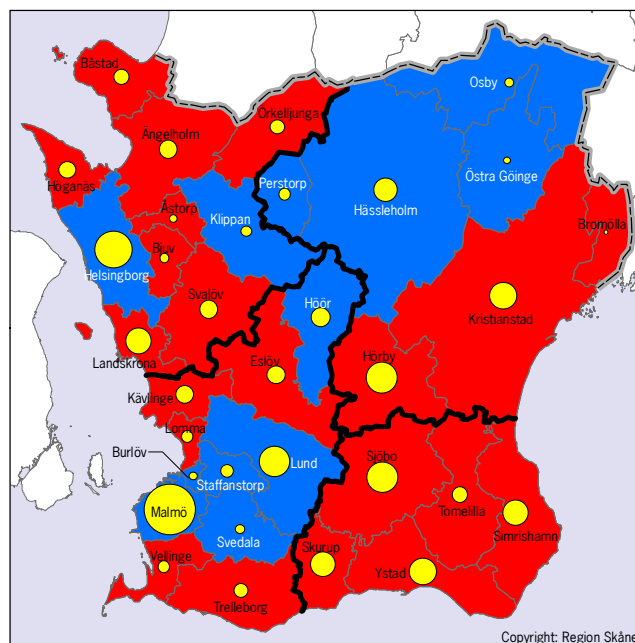 Båstad
Osby
Örkelljunga
Ängelholm
Östra Göinge
Höganäs
Perstorp
Hässleholm
Åstorp
Klippan
Bromölla
Bjuv
Helsingborg
Svalöv
Höör
Kristianstad
Landskrona
Hörby
Eslöv
Kävlinge
Lomma
Burlöv
Lund
Sjöbo
Staffanstorp
Tomelilla
Malmö
Simrishamn
Svedala
Skurup
Vellinge
Ystad
Trelleborg
Copyright: Region Skåne